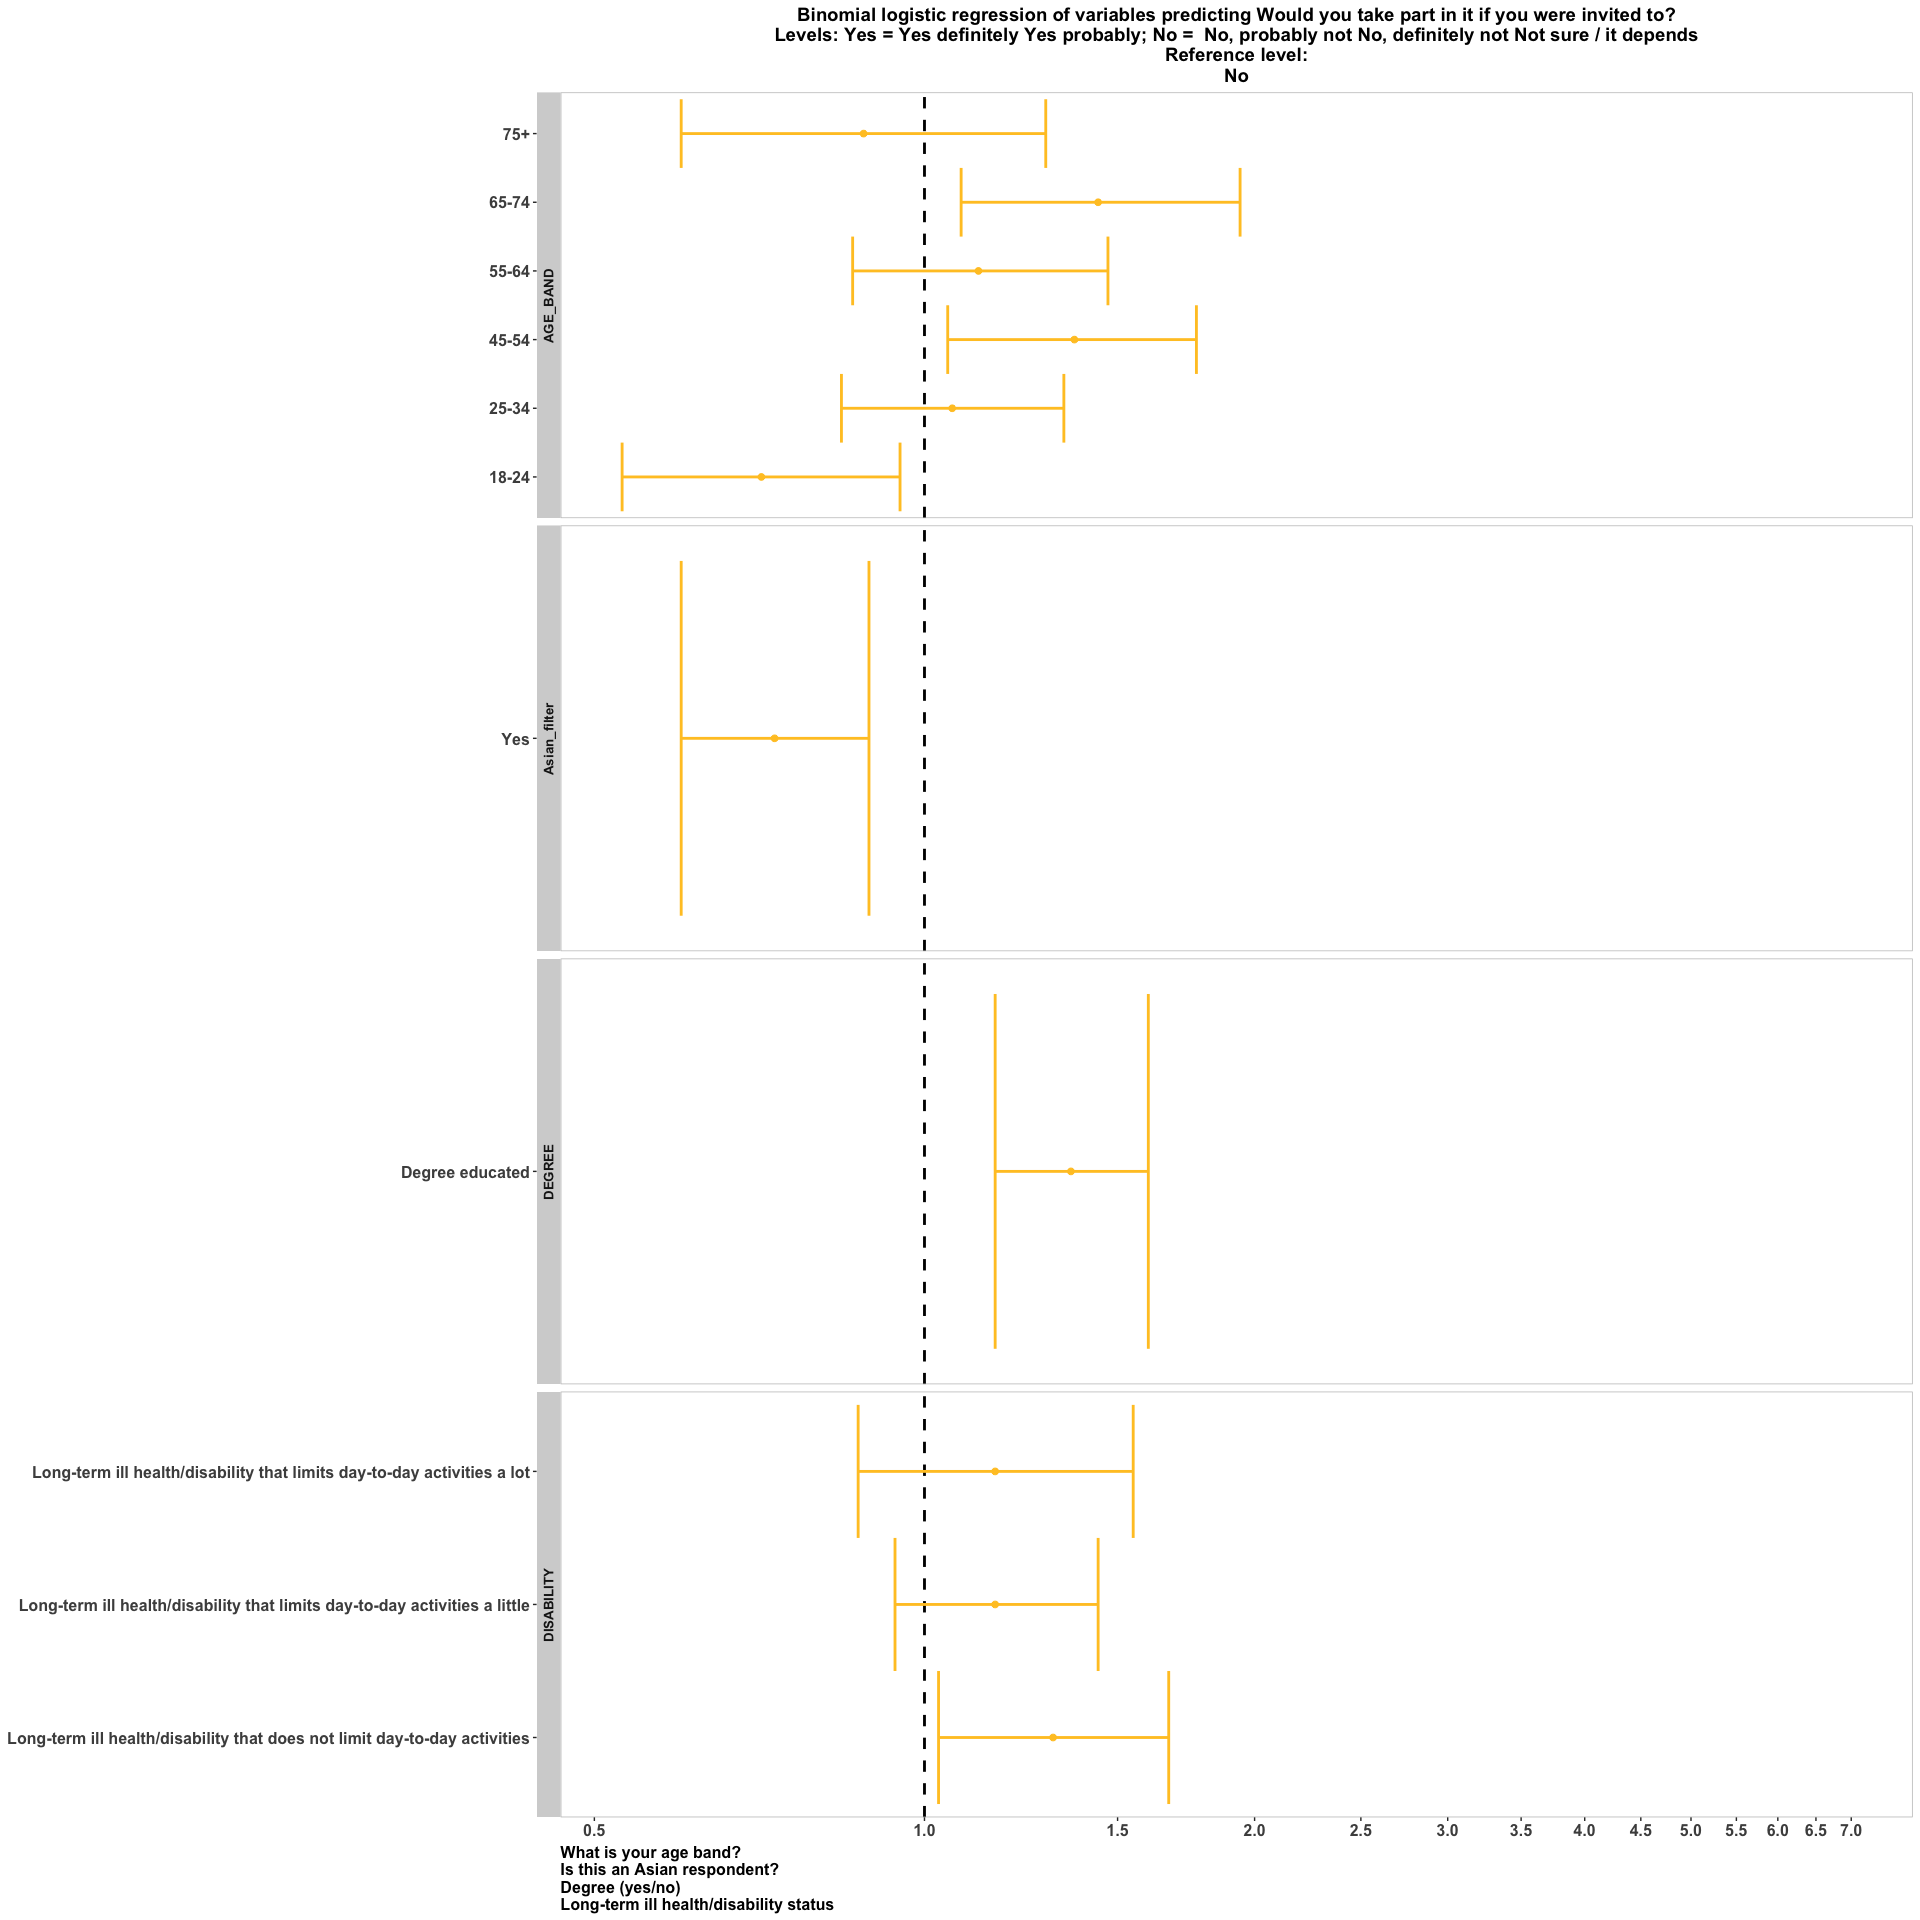 Binomial logistic regression of variables predicting Would you take part in it if you were invited to?
Levels: Yes = Yes definitely Yes probably; No =  No, probably not No, definitely not Not sure / it depends
Reference level:
No
AGE_BAND
75+
65-74
55-64
45-54
25-34
18-24
Asian_filter
Yes
DEGREE
Degree educated
DISABILITY
Long-term ill health/disability that limits day-to-day activities a lot
Long-term ill health/disability that limits day-to-day activities a little
Long-term ill health/disability that does not limit day-to-day activities
0.5 1.0 1.5 2.0 2.5 3.0 3.5 4.0 4.5 5.0 5.5 6.0 6.5 7.0
What is your age band?
Is this an Asian respondent?
Degree (yes/no)
Long-term ill health/disability status